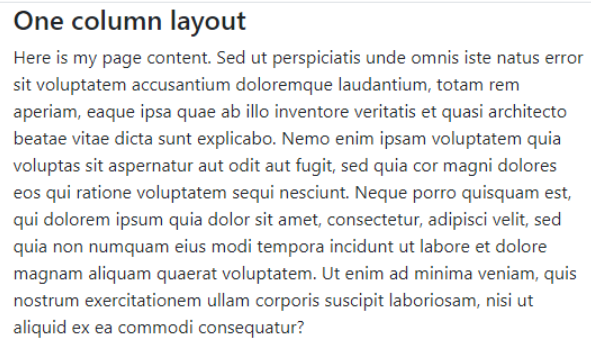 One column layout
Here is my page content. Sed ut perspiciatis unde omnis iste natus error
sit voluptatem accusantium doloremque laudantium, totam rem
aperiam, eaque ipsa quae ab illo inventore veritatis et quasi architecto
beatae vitae dicta sunt explicabo. Nemo enim ipsam voluptatem quia
voluptas sit aspernatur aut odit aut fugit, sed quia cor magni dolores
eos qui ratione voluptatem sequi nesciunt. Neque porro quisquam est,
qui dolorem ipsum quia dolor sit amet, consectetur, adipisci velit, sed
quia non numquam eius modi tempora incidunt ut labore et dolore
magnam aliquam quaerat voluptatem. Ut enim ad minima veniam, quis
nostrum exercitationem ullam corporis suscipit laboriosam, nisi ut
aliquid ex ea commodi consequatur?